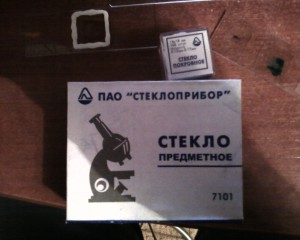 СТЕКЛО
ПОКРОВНОЕ
ПАО "СТЕКЛОПРИБОР"
СТЕКЛО
ПРЕДМЕТНОЕ
7101